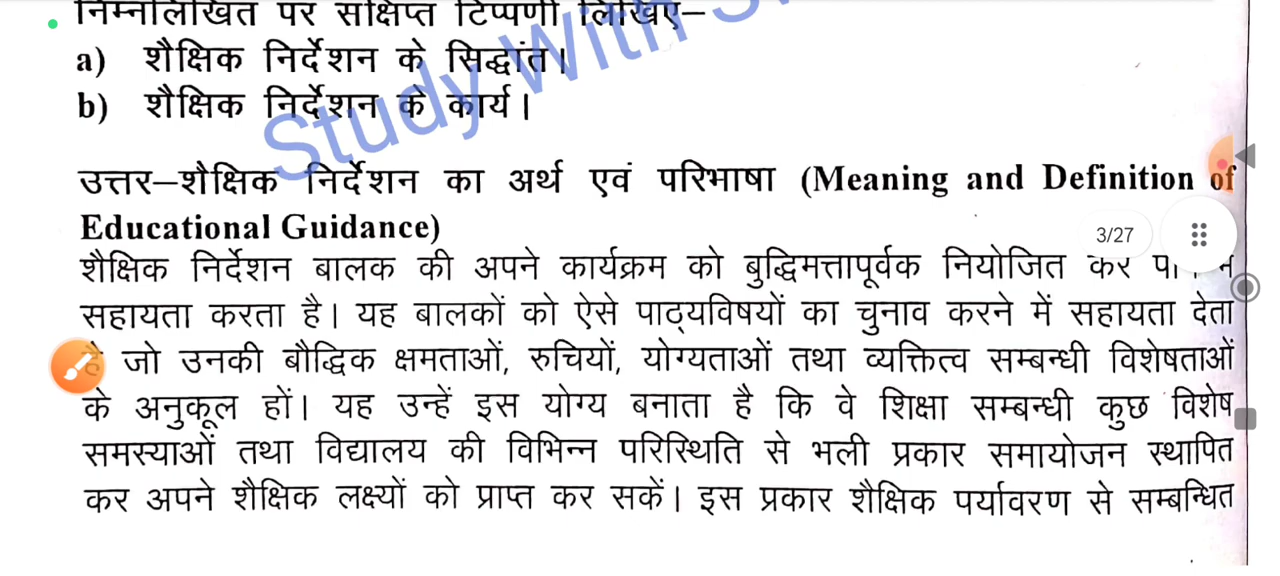 निम्नलिखित पर संक्षिप्त टिप्पणी लिखिए–
a) शैक्षिक निर्देशन के सिद्धांत।
b) शैक्षिक निर्देशन के कार्य।
Study With
उत्तर–शैक्षिक निर्देशन का अर्थ एवं परिभाषा (Meaning and Definition of
Educational Guidance)
3/27
शैक्षिक निर्देशन बालक की अपने कार्यक्रम को बुद्धिमत्तापूर्वक नियोजित कर
सहायता करता है। यह बालकों को ऐसे पाठ्यविषयों का चुनाव करने में सहायता देता
जो उनकी बौद्धिक क्षमताओं, रुचियों, योग्यताओं तथा व्यक्तित्व सम्बन्धी विशेषताओं
के अनुकूल हों। यह उन्हें इस योग्य बनाता है कि वे शिक्षा सम्बन्धी कुछ विशेष
समस्याओं तथा विद्यालय की विभिन्न परिस्थिति से भली प्रकार समायोजन स्थापित
कर अपने शैक्षिक लक्ष्यों को प्राप्त कर सकें। इस प्रकार शैक्षिक पर्यावरण से सम्बन्धित